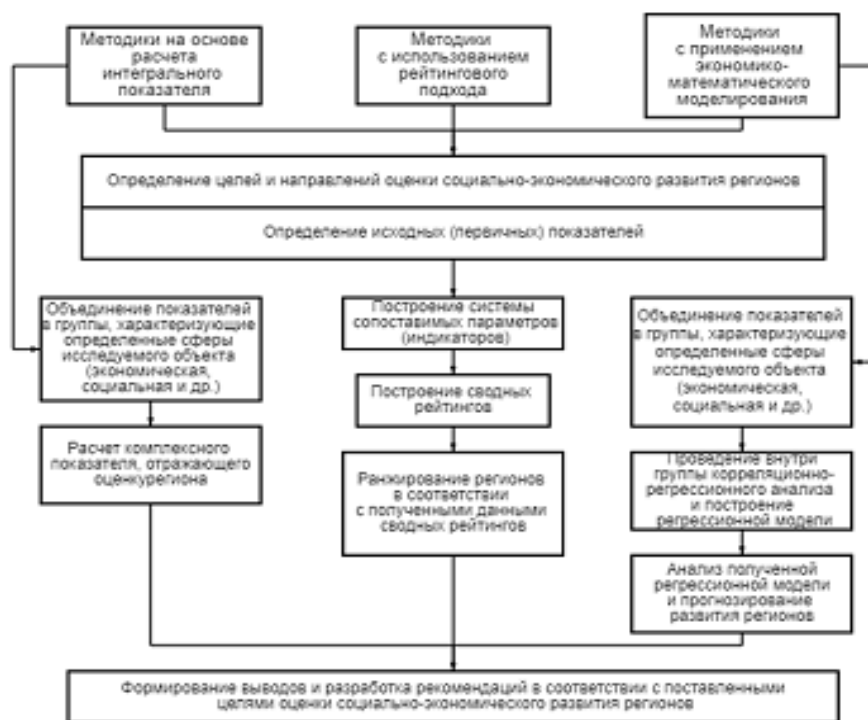 Методики на основе
расчета
интегрального
показателя
Методики
с использованием
рейтингового
подхода
Методики
с применением
экономико-
математического
моделирования
Определение целей и направлений оценки социально-экономического развития регионов
Определение исходных (первичных) показателей
Объединение показателей
в группы, характеризующие
определенные сферы
исследуемого объекта
(экономическая,
социальная и др.)
Расчет комплексного
показателя, отражающего
оценкурегиона
Построение системы
сопоставимых параметров
(индикаторов)
Построение сводных
рейтингов
Ранжирование регионов
в соответствии
с полученными данными
сводных рейтингов
Объединение показателей
в группы, характеризующие
определенные сферы
исследуемого объекта
(экономическая,
социальная и др.)
Проведение внутри
группы корреляционно-
регрессионного анализа
и построение
регрессионной модели
Анализ полученной
регрессионной модели
и прогнозирование
развития регионов
Формирование выводов и разработка рекомендаций в соответствии с поставленными
целями оценки социально-экономического развития регионов